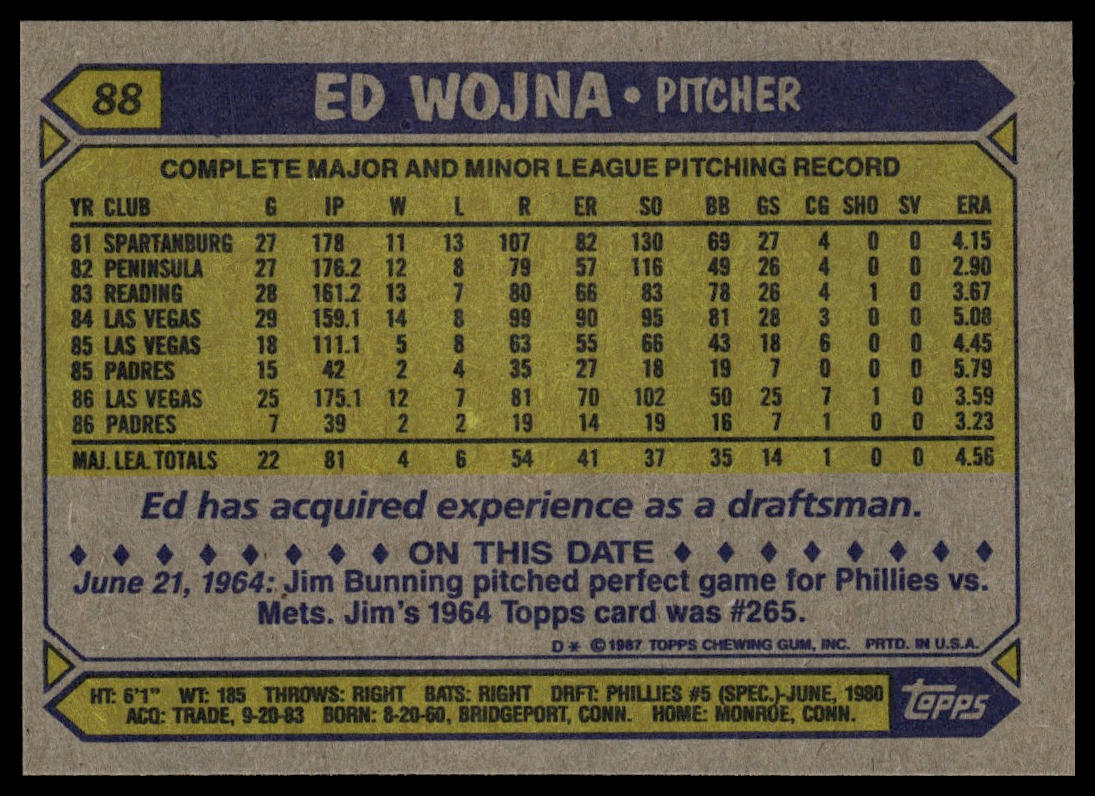 88 ED WOJNA • PITCHER
COMPLETE MAJOR AND MINOR LEAGUE PITCHING RECORD
YR CLUB G IP W L R ER SO BB GS CG SHO SV ERA
81 SPARTANBURG 27 178 11 13 107 82 130 69 27 4 0 0 4.15
82 PENINSULA 27 176.2 12 8 79 57 116 49 26 4 0 0 2.90
83 READING 28 161.2 13 7 80 66 83 78 26 4 1 0 3.67
84 LAS VEGAS 29 159.1 14 8 99 90 95 81 28 3 0 0 5.08
85 LAS VEGAS 18 111.1 5 8 63 55 66 43 18 6 0 0 4.45
85 PADRES 15 42 2 4 35 27 18 19 7 0 0 0 5.79
86 LAS VEGAS 25 175.1 12 7 81 70 102 50 25 7 1 0 3.59
86 PADRES 7 39 2 2 19 14 19 16 7 1 0 0 3.23
MAJ. LEA. TOTALS 22 81 4 6 54 41 37 35 14 1 0 0 4.56
Ed has acquired experience as a draftsman.
♦ ♦ ♦ ♦ ♦ ♦ ♦ ♦ ON THIS DATE ♦ ♦ ♦ ♦ ♦ ♦ ♦ ♦
June 21, 1964: Jim Bunning pitched perfect game for Phillies vs.
Mets. Jim's 1964 Topps card was #265.
D* ©1987 TOPPS CHEWING GUM, INC. PRTD. IN U.S.A.
HT: 6'1" WT: 185 THROWS: RIGHT BATS: RIGHT DRFT: PHILLIES #5 (SPEC.)-JUNE, 1980
ACQ: TRADE, 9-20-83 BORN: 8-20-60, BRIDGEPORT, CONN. HOME: MONROE, CONN.
TOPPS